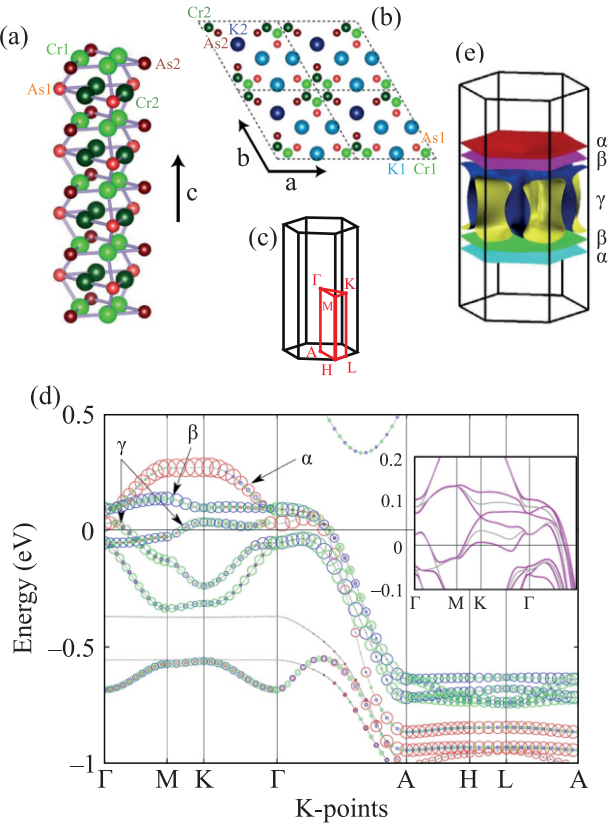 (a)
Cr1
As2
As1
Cr2
c
Cr2
(b)
K2
As2
b
a
As1
K1
Cr1
(c)
Γ
K
M
A
H
L
(e)
α
β
γ
β
α
(d)
0.5
0
−0.5
−1
Energy (eV)
γ
β
α
0.2
0.1
0
−0.1
Γ
M
K
Γ
Γ
M
K
Γ
A
H
L
A
K-points